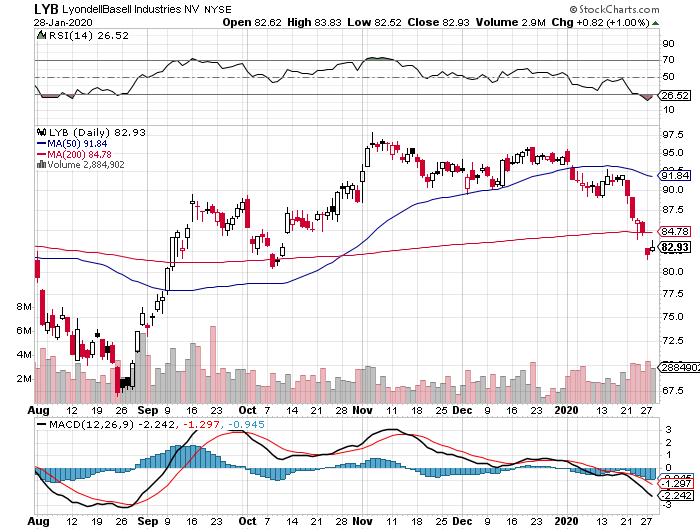 LYB LyondellBasell Industries NV NYSE © StockCharts.com
28-Jan-2020 Open 82.62 High 83.83 Low 82.52 Close 82.93 Volume 2.9M Chg +0.82 (+1.00%)
RSI(14) 26.52
90
70
50
26.52
10
LYB (Daily) 82.93
MA(50) 91.84
MA(200) 84.78
Volume 2,884,902
97.5
95.0
91.84
90.0
87.5
84.78
82.93
80.0
77.5
75.0
72.5
70.0
2884902
67.5
8M
6M
4M
2M
Aug 12 19 26 Sep 9 16 23 Oct 7 14 21 28 Nov 11 18 25 Dec 9 16 23 2020 13 21 27
MACD(12,26,9) -2.242, -1.297, -0.945
3
2
1
0
-0.945
-1.297
-2.242
-3
Aug 12 19 26 Sep 9 16 23 Oct 7 14 21 28 Nov 11 18 25 Dec 9 16 23 2020 13 21 27